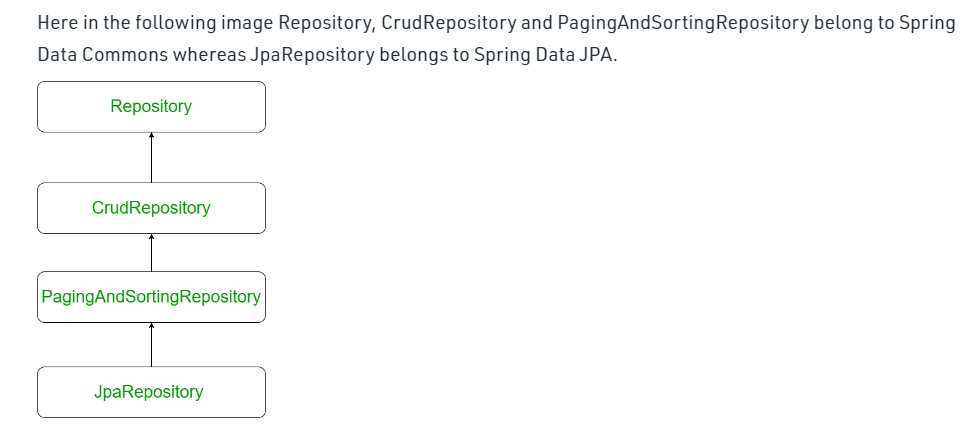 Here in the following image Repository, CrudRepository and PagingAndSortingRepository belong to Spring
Data Commons whereas JpaRepository belongs to Spring Data JPA.
Repository
CrudRepository
PagingAndSortingRepository
JpaRepository